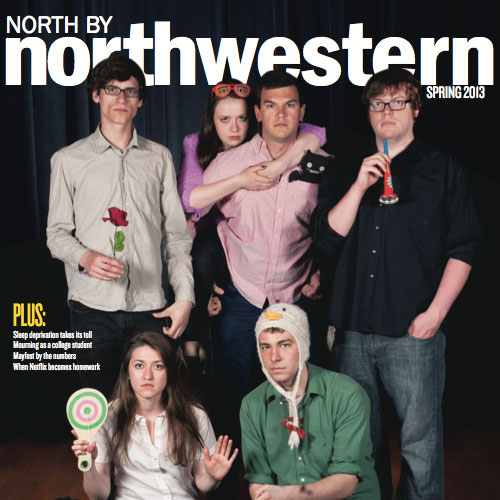 NORTH BY
northwestern
SPRING 2013
PLUS:
Sleep deprivation takes its toll
Mourning as a college student
Mayfest by the numbers
When Netflix becomes homework